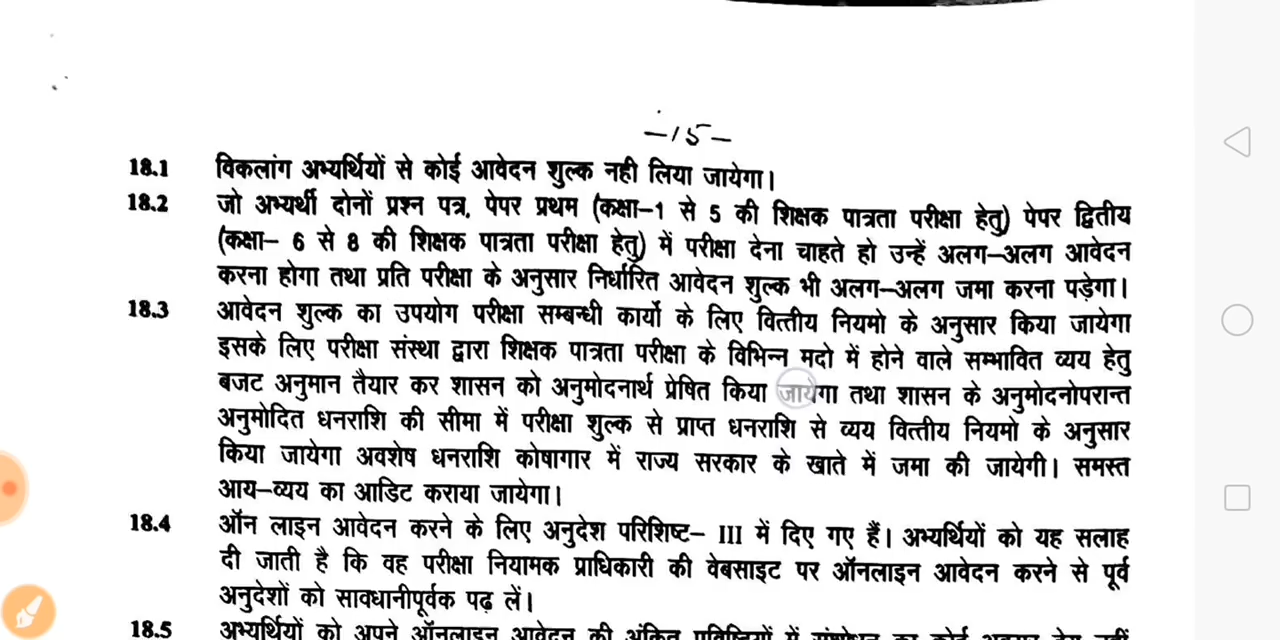 -15-
18.1 विकलांग अभ्यर्थियों से कोई आवेदन शुल्क नही लिया जायेगा।
18.2 जो अभ्यर्थी दोनों प्रश्न पत्र, पेपर प्रथम (कक्षा-1 से 5 की शिक्षक पात्रता परीक्षा हेतु) पेपर द्वितीय
(कक्षा- 6 से 8 की शिक्षक पात्रता परीक्षा हेतु) में परीक्षा देना चाहते हो उन्हें अलग-अलग आवेदन
करना होगा तथा प्रति परीक्षा के अनुसार निर्धारित आवेदन शुल्क भी अलग-अलग जमा करना पड़ेगा।
18.3 आवेदन शुल्क का उपयोग परीक्षा सम्बन्धी कार्यो के लिए वित्तीय नियमो के अनुसार किया जायेगा
इसके लिए परीक्षा संस्था द्वारा शिक्षक पात्रता परीक्षा के विभिन्न मदो में होने वाले सम्भावित व्यय हेतु
बजट अनुमान तैयार कर शासन को अनुमोदनार्थ प्रेषित किया जायेगा तथा शासन के अनुमोदनोपरान्त
अनुमोदित धनराशि की सीमा में परीक्षा शुल्क से प्राप्त धनराशि से व्यय वित्तीय नियमो के अनुसार
किया जायेगा अवशेष धनराशि कोषागार में राज्य सरकार के खाते में जमा की जायेगी। समस्त
आय-व्यय का आडिट कराया जायेगा।
18.4 ऑन लाइन आवेदन करने के लिए अनुदेश परिशिष्ट- III में दिए गए हैं। अभ्यर्थियों को यह सलाह
दी जाती है कि वह परीक्षा नियामक प्राधिकारी की वेबसाइट पर ऑनलाइन आवेदन करने से पूर्व
अनुदेशों को सावधानीपूर्वक पढ़ लें।
18.5 अभ्यर्थियों को अपने ऑनलाइन आवेदन की अंकित प्रविष्टियों में संशोधन का कोई